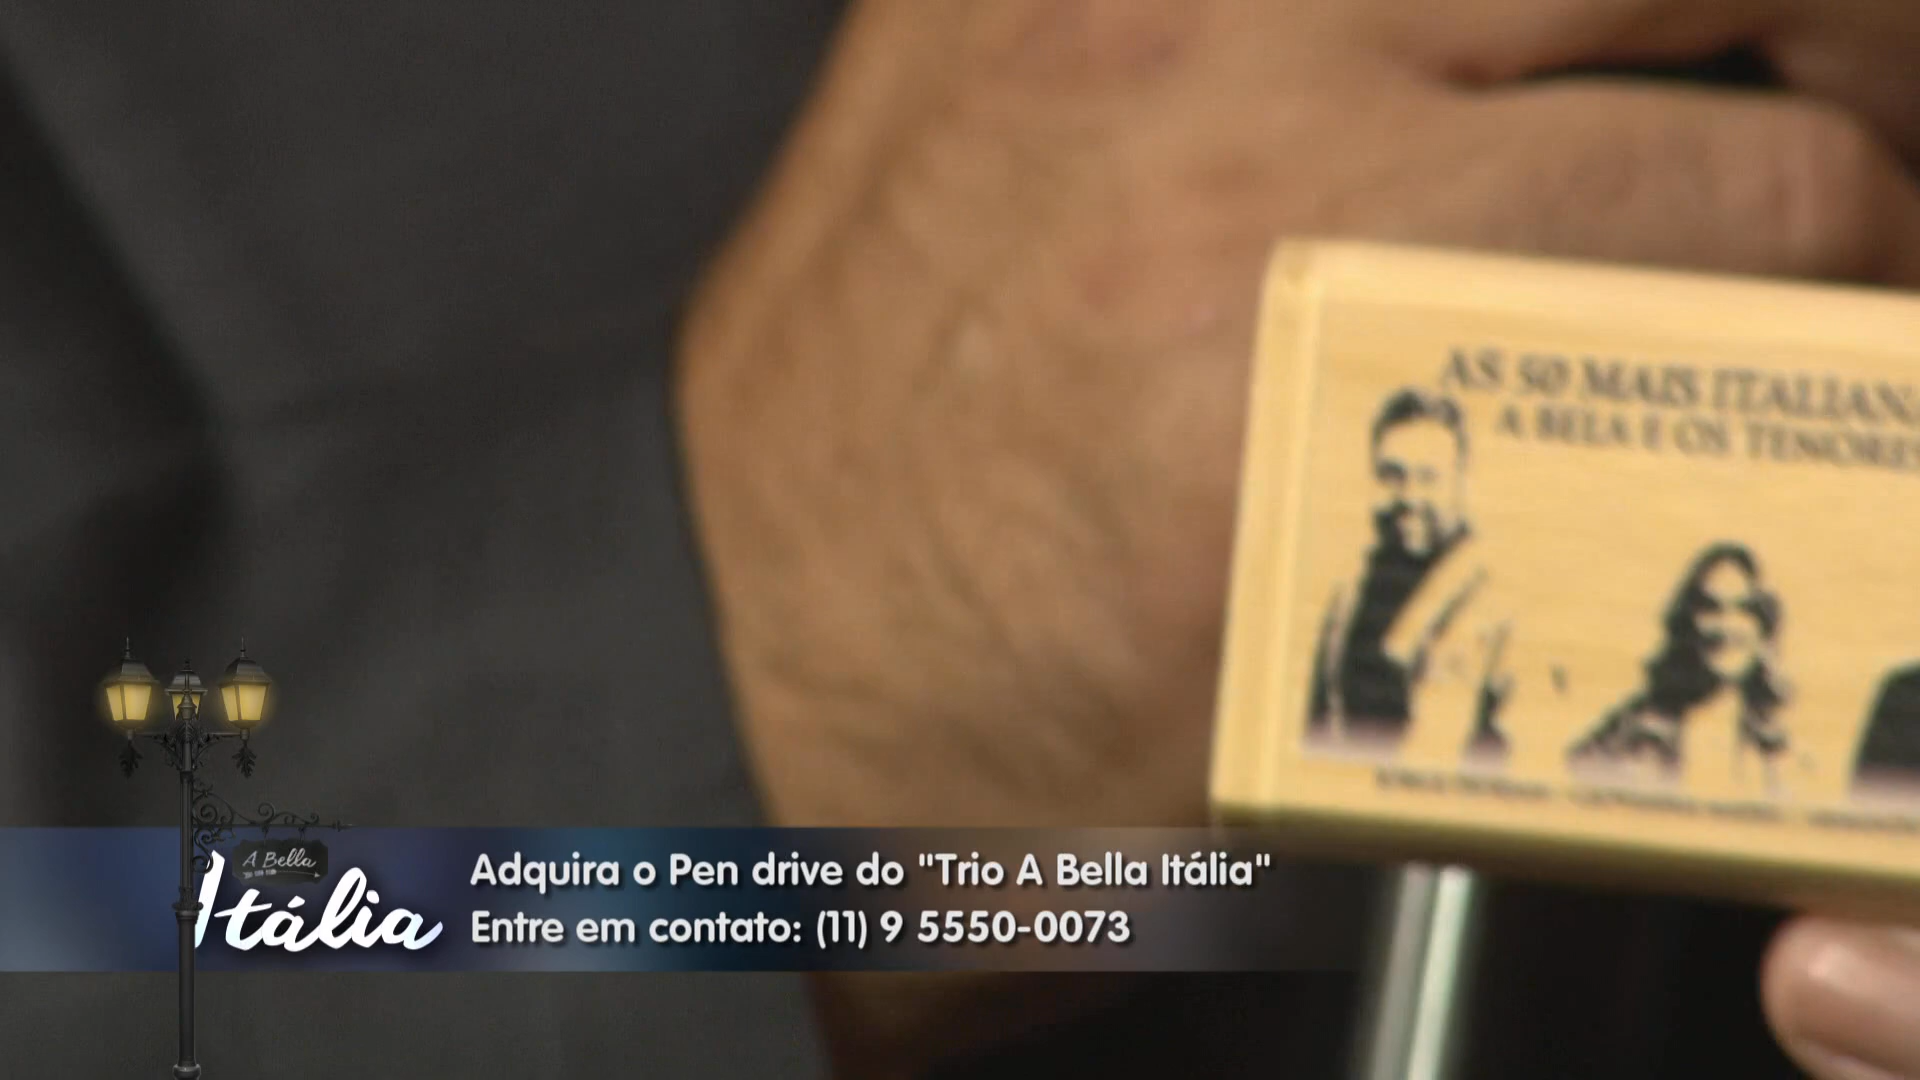 AS 50 MAIS ITALIANA
A BELA E OS TENORES
A Bella
Itália
Adquira o Pen drive do "Trio A Bella Itália"
Entre em contato: (11) 9 5550-0073